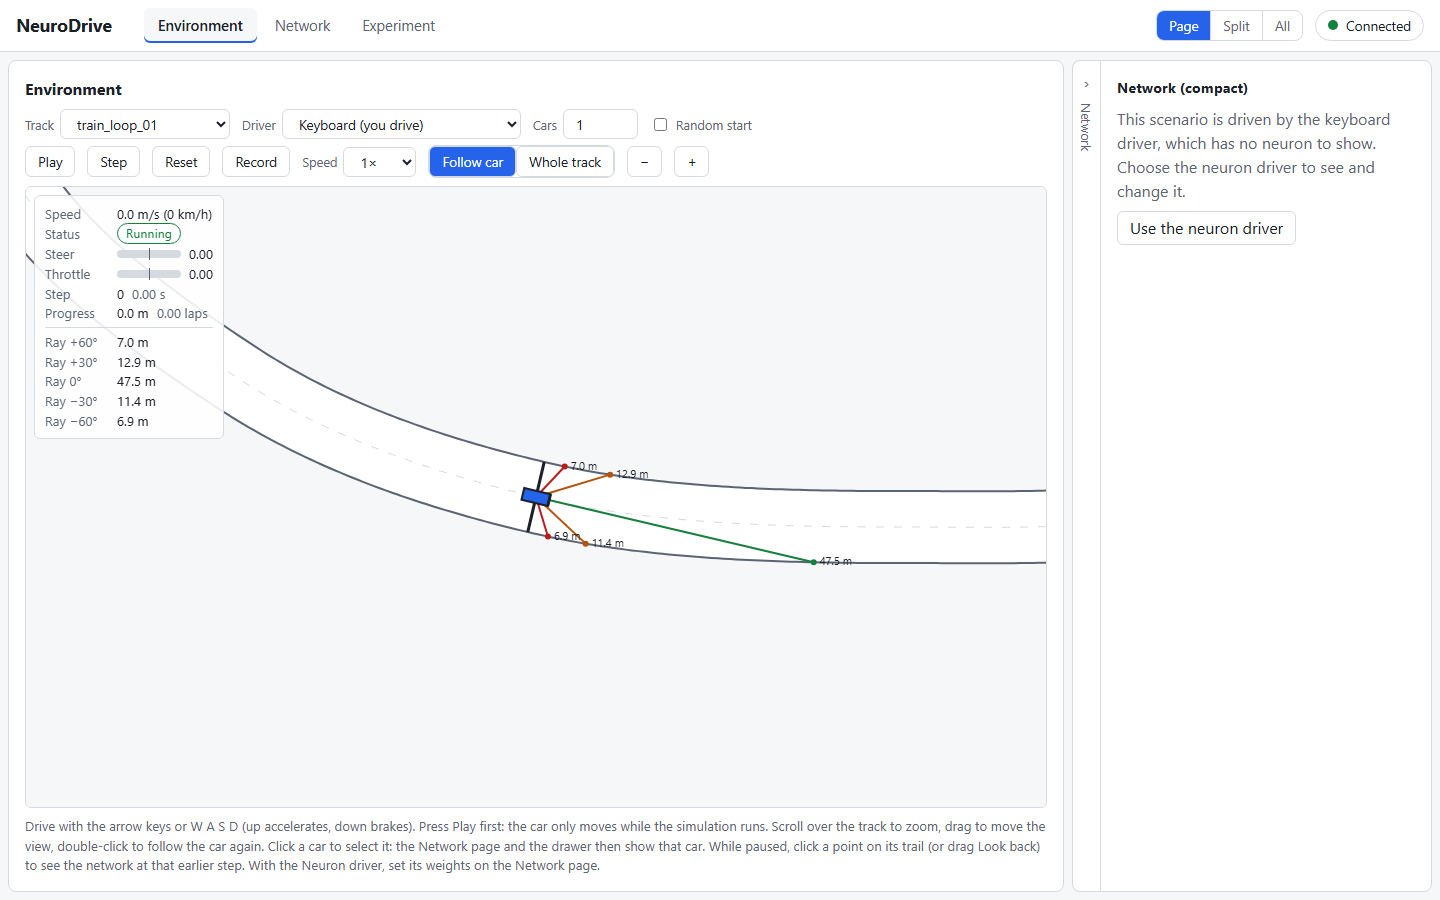 NeuroDrive Environment Network Experiment Page Split All Connected
Environment
Track train_loop_01 Driver Keyboard (you drive) Cars 1 Random start
Play Step Reset Record Speed 1× Follow car Whole track − +
Speed 0.0 m/s (0 km/h)
Status Running
Steer 0.00
Throttle 0.00
Step 0 0.00 s
Progress 0.0 m 0.00 laps
Ray +60° 7.0 m
Ray +30° 12.9 m
Ray 0° 47.5 m
Ray −30° 11.4 m
Ray −60° 6.9 m
7.0 m
12.9 m
6.9 m
11.4 m
47.5 m
Drive with the arrow keys or W A S D (up accelerates, down brakes). Press Play first: the car only moves while the simulation runs. Scroll over the track to zoom, drag to move the
view, double-click to follow the car again. Click a car to select it: the Network page and the drawer then show that car. While paused, click a point on its trail (or drag Look back)
to see the network at that earlier step. With the Neuron driver, set its weights on the Network page.
› Network
Network (compact)
This scenario is driven by the keyboard
driver, which has no neuron to show.
Choose the neuron driver to see and
change it.
Use the neuron driver